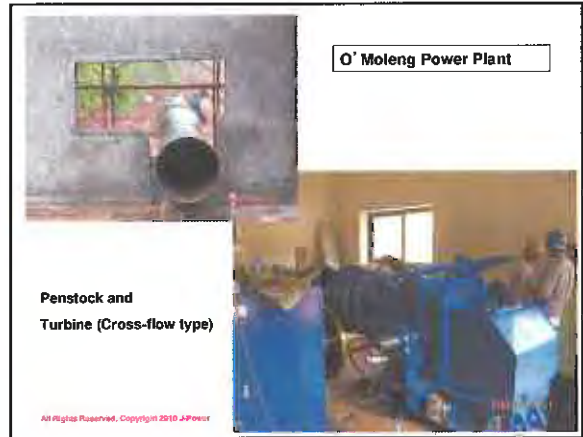 O' Moleng Power Plant
Penstock and
Turbine (Cross-flow type)
All Rights Reserved, Copyright 2010 J-Power